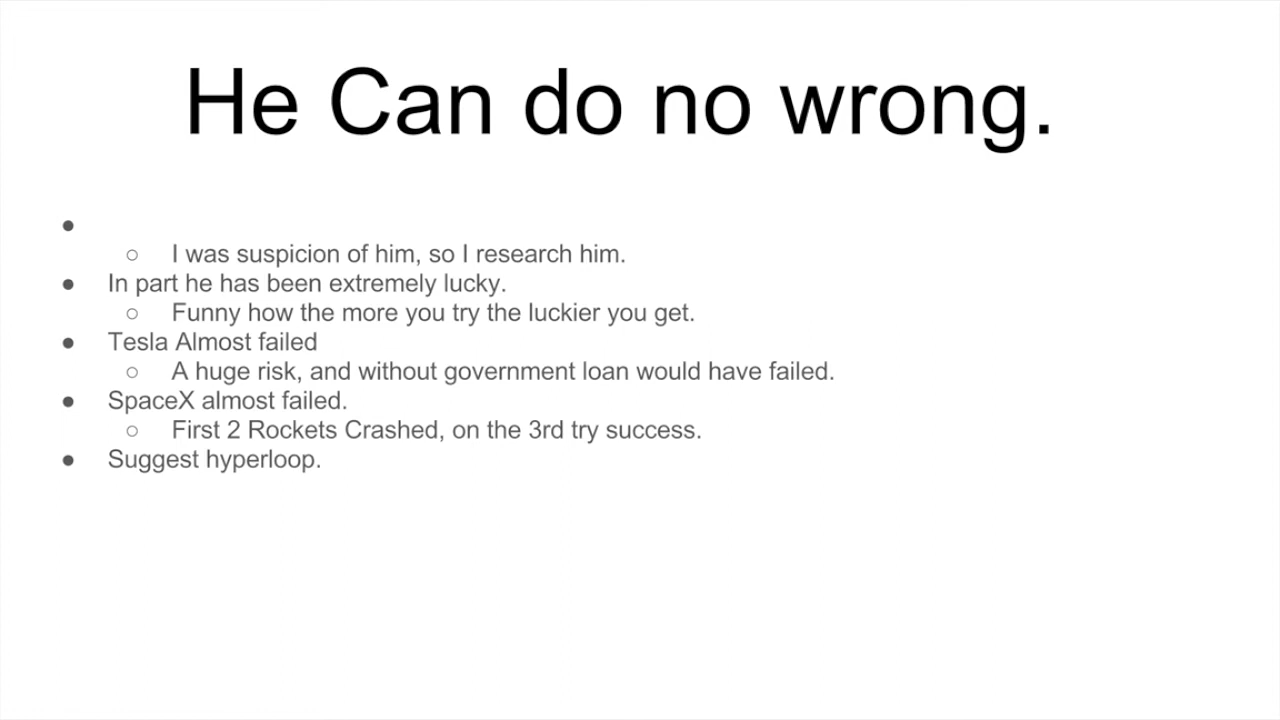 He Can do no wrong.
●
○ I was suspicion of him, so I research him.
● In part he has been extremely lucky.
○ Funny how the more you try the luckier you get.
● Tesla Almost failed
○ A huge risk, and without government loan would have failed.
● SpaceX almost failed.
○ First 2 Rockets Crashed, on the 3rd try success.
● Suggest hyperloop.